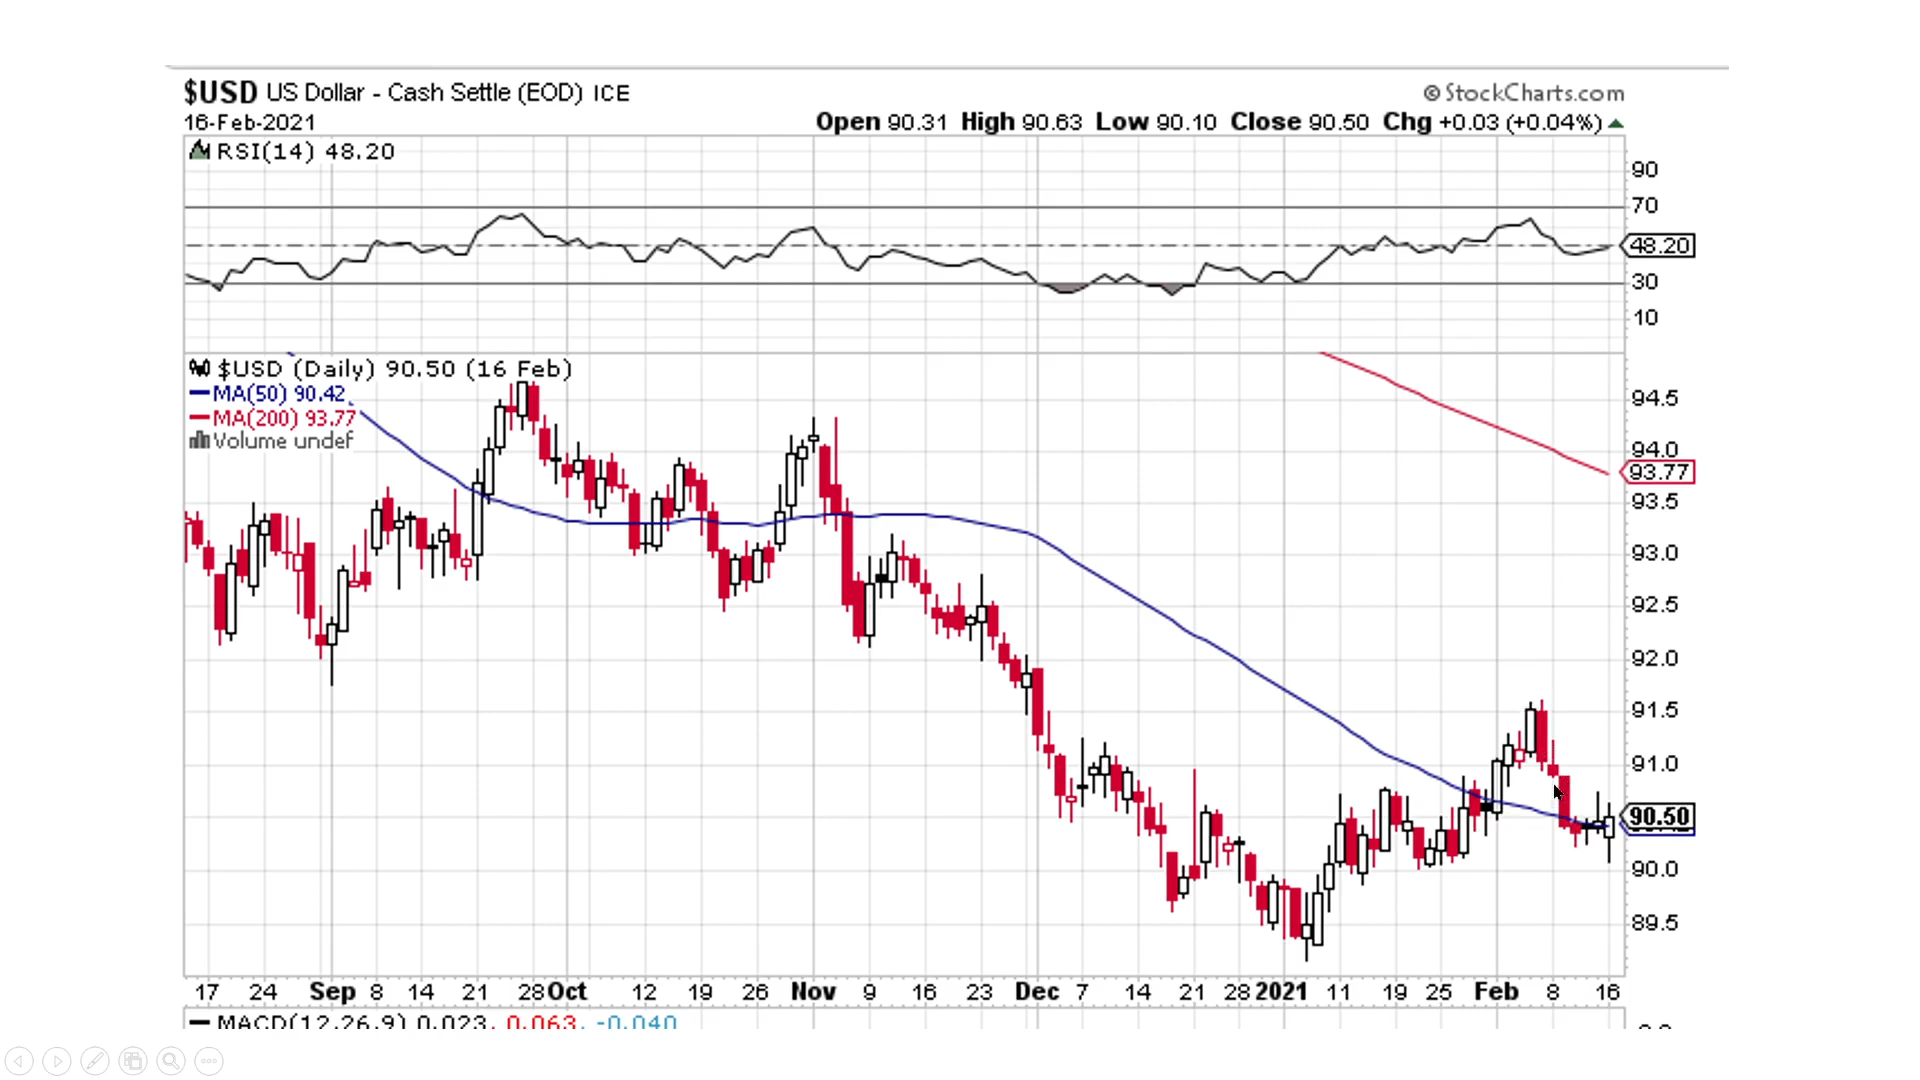 $USD US Dollar - Cash Settle (EOD) ICE
© StockCharts.com
16-Feb-2021
Open 90.31 High 90.63 Low 90.10 Close 90.50 Chg +0.03 (+0.04%)
RSI(14) 48.20
90
70
48.20
30
10
$USD (Daily) 90.50 (16 Feb)
MA(50) 90.42
MA(200) 93.77
Volume undef
94.5
94.0
93.77
93.5
93.0
92.5
92.0
91.5
91.0
90.50
90.0
89.5
17 24 Sep 8 14 21 28 Oct 12 19 26 Nov 9 16 23 Dec 7 14 21 28 2021 11 19 25 Feb 8 16
MACD(12,26,9) 0.023, 0.063, -0.040